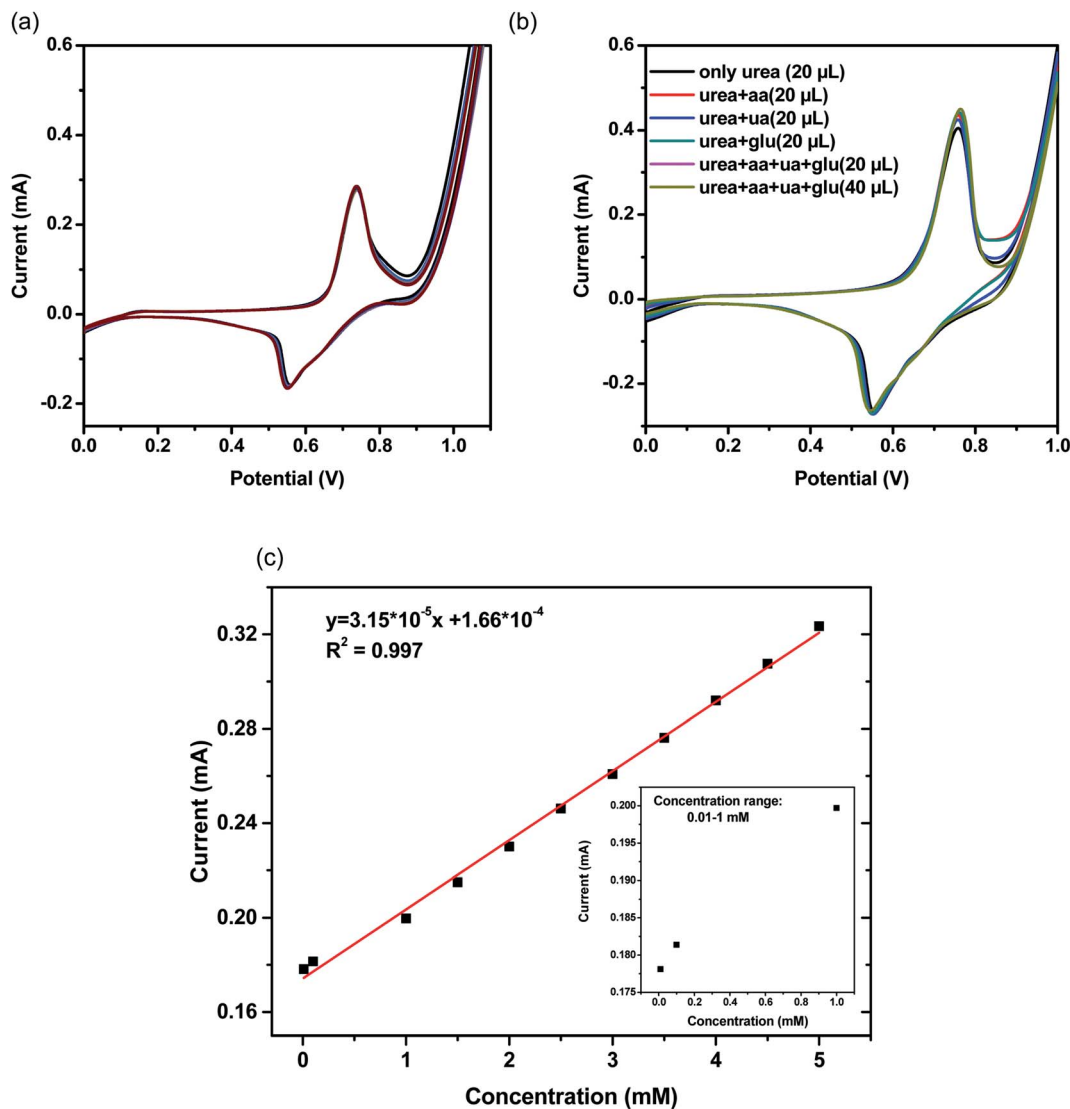 (a)
0.6
0.4
0.2
0.0
-0.2
Current (mA)
0.0 0.2 0.4 0.6 0.8 1.0
Potential (V)
(b)
0.6
0.4
0.2
0.0
-0.2
Current (mA)
only urea (20 µL)
urea+aa(20 µL)
urea+ua(20 µL)
urea+glu(20 µL)
urea+aa+ua+glu(20 µL)
urea+aa+ua+glu(40 µL)
0.0 0.2 0.4 0.6 0.8 1.0
Potential (V)
(c)
y=3.15*10⁻⁵x +1.66*10⁻⁴
R² = 0.997
0.32
0.28
0.24
0.20
0.16
Current (mA)
0 1 2 3 4 5
Concentration (mM)
Concentration range:
0.01-1 mM
0.200
0.195
0.190
0.185
0.180
0.175
Current (mA)
0.0 0.2 0.4 0.6 0.8 1.0
Concentration (mM)